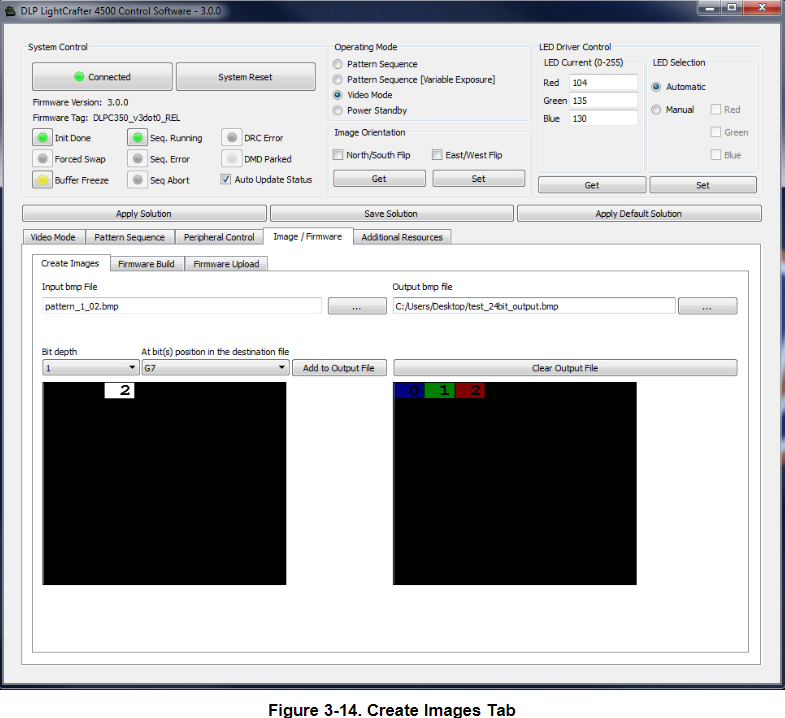 DLP LightCrafter 4500 Control Software - 3.0.0
System Control
Connected
System Reset
Firmware Version: 3.0.0
Firmware Tag: DLPC350_v3dot0_REL
Init Done
Seq. Running
DRC Error
Forced Swap
Seq. Error
DMD Parked
Buffer Freeze
Seq Abort
Auto Update Status
Operating Mode
Pattern Sequence
Pattern Sequence [Variable Exposure]
Video Mode
Power Standby
Image Orientation
North/South Flip
East/West Flip
Get
Set
LED Driver Control
LED Current (0-255)
Red 104
Green 135
Blue 130
LED Selection
Automatic
Manual
Red
Green
Blue
Get
Set
Apply Solution
Save Solution
Apply Default Solution
Video Mode
Pattern Sequence
Peripheral Control
Image / Firmware
Additional Resources
Create Images
Firmware Build
Firmware Upload
Input bmp File
pattern_1_02.bmp
...
Output bmp file
C:/Users/Desktop/test_24bit_output.bmp
...
Bit depth
1
At bit(s) position in the destination file
G7
Add to Output File
Clear Output File
2
0 1 2
Figure 3-14. Create Images Tab